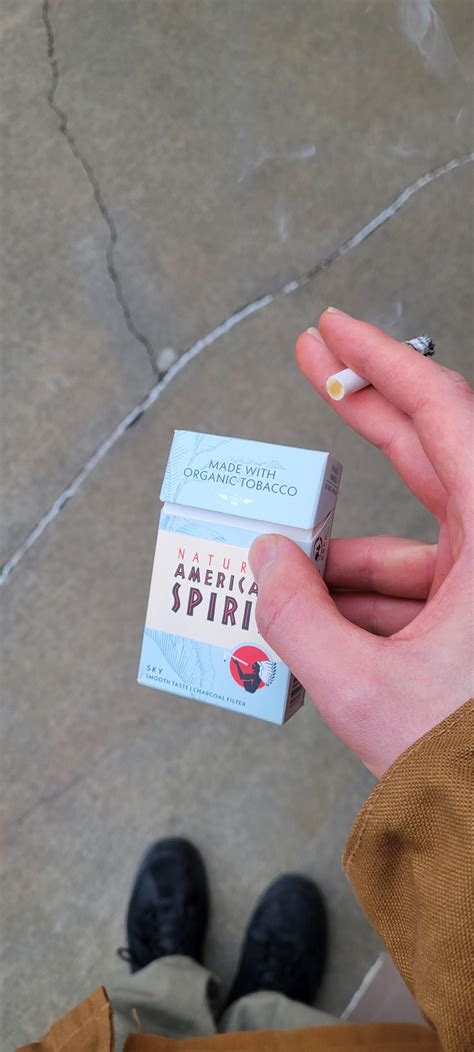 MADE WITH
ORGANIC TOBACCO
NATUR
AMERICA
SPIRI
SKY
SMOOTH TASTE | CHARCOAL FILTER